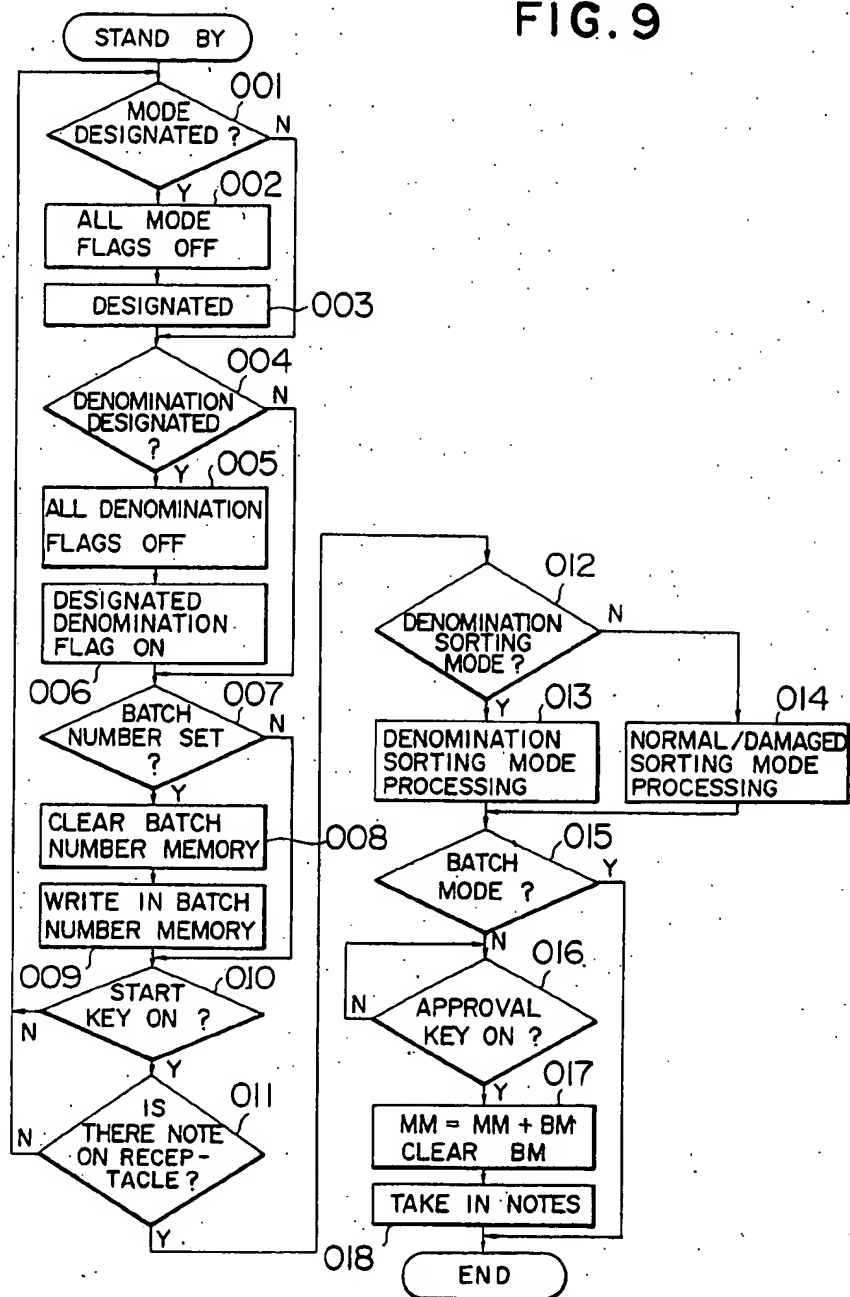 FIG. 9
STAND BY
001
MODE
DESIGNATED ?
N
Y
002
ALL MODE
FLAGS OFF
DESIGNATED
003
004
DENOMINATION
DESIGNATED
?
N
Y
005
ALL DENOMINATION
FLAGS OFF
DESIGNATED
DENOMINATION
FLAG ON
006
007
BATCH
NUMBER SET
?
N
Y
CLEAR BATCH
NUMBER MEMORY
008
WRITE IN BATCH
NUMBER MEMORY
009
010
START
KEY ON ?
N
Y
011
IS
THERE NOTE
ON RECEP-
TACLE ?
N
Y
012
DENOMINATION
SORTING
MODE ?
N
Y
013
DENOMINATION
SORTING MODE
PROCESSING
014
NORMAL/DAMAGED
SORTING MODE
PROCESSING
015
BATCH
MODE ?
Y
N
016
APPROVAL
KEY ON ?
N
Y
017
MM = MM + BM
CLEAR BM
TAKE IN NOTES
018
END